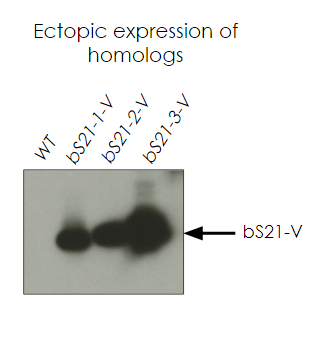 Ectopic expression of
homologs
WT
bS21-1-V
bS21-2-V
bS21-3-V
bS21-V